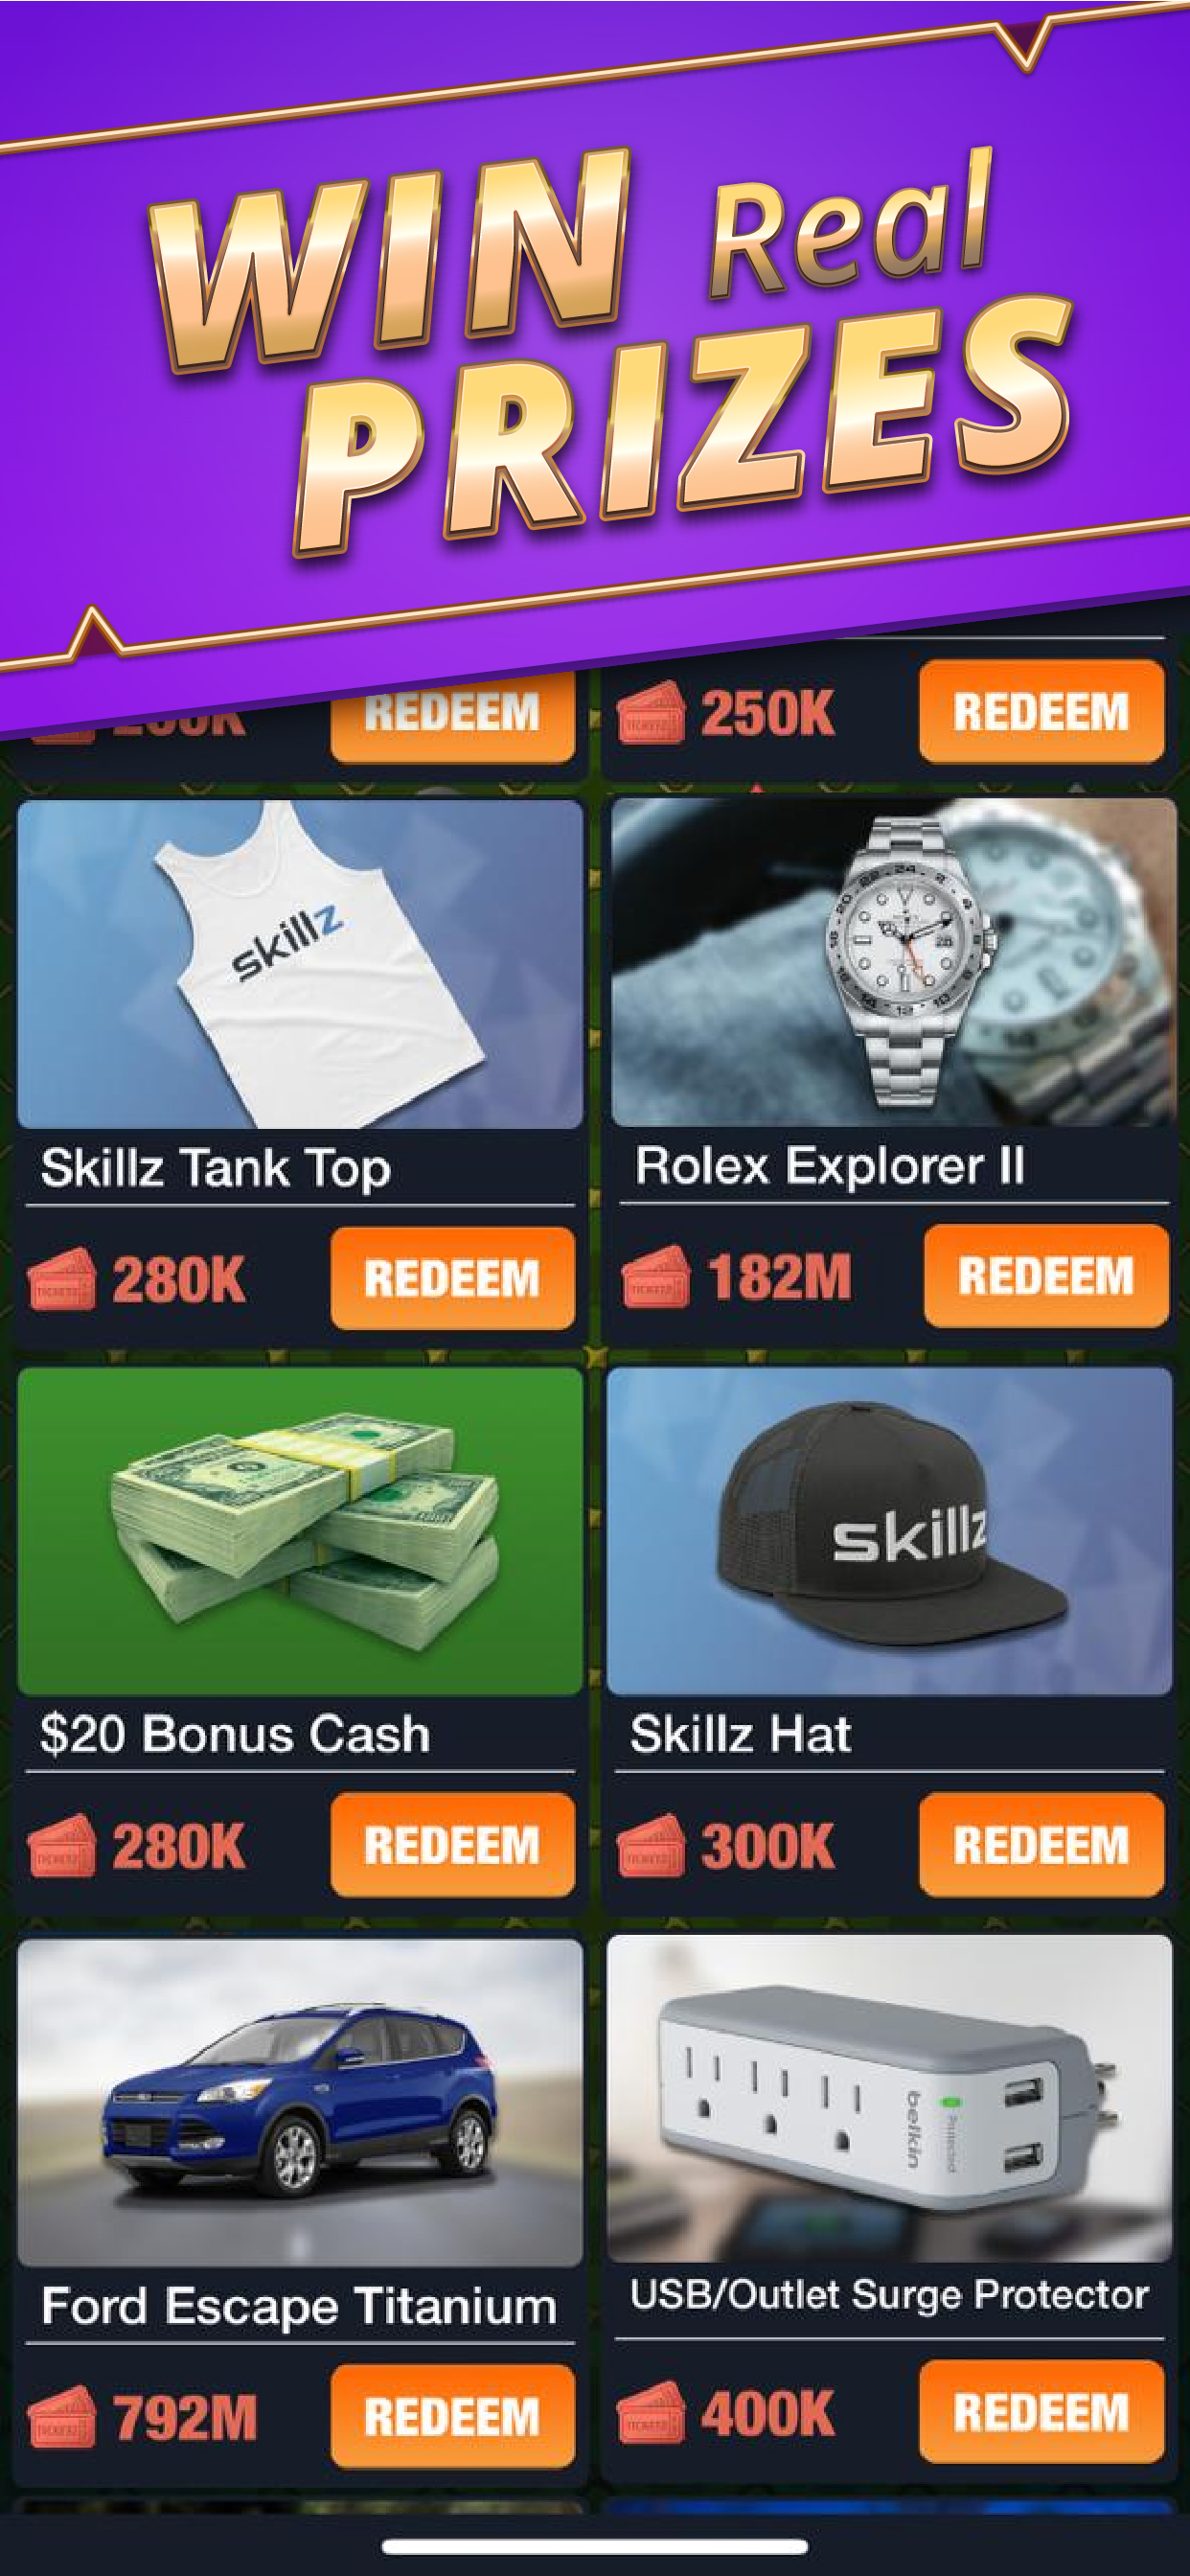 WIN Real
PRIZES
REDEEM
250K
REDEEM
skillz
Skillz Tank Top
280K
REDEEM
Rolex Explorer II
182M
REDEEM
$20 Bonus Cash
280K
REDEEM
skillz
Skillz Hat
300K
REDEEM
Ford Escape Titanium
792M
REDEEM
belkin
Protected
USB/Outlet Surge Protector
400K
REDEEM